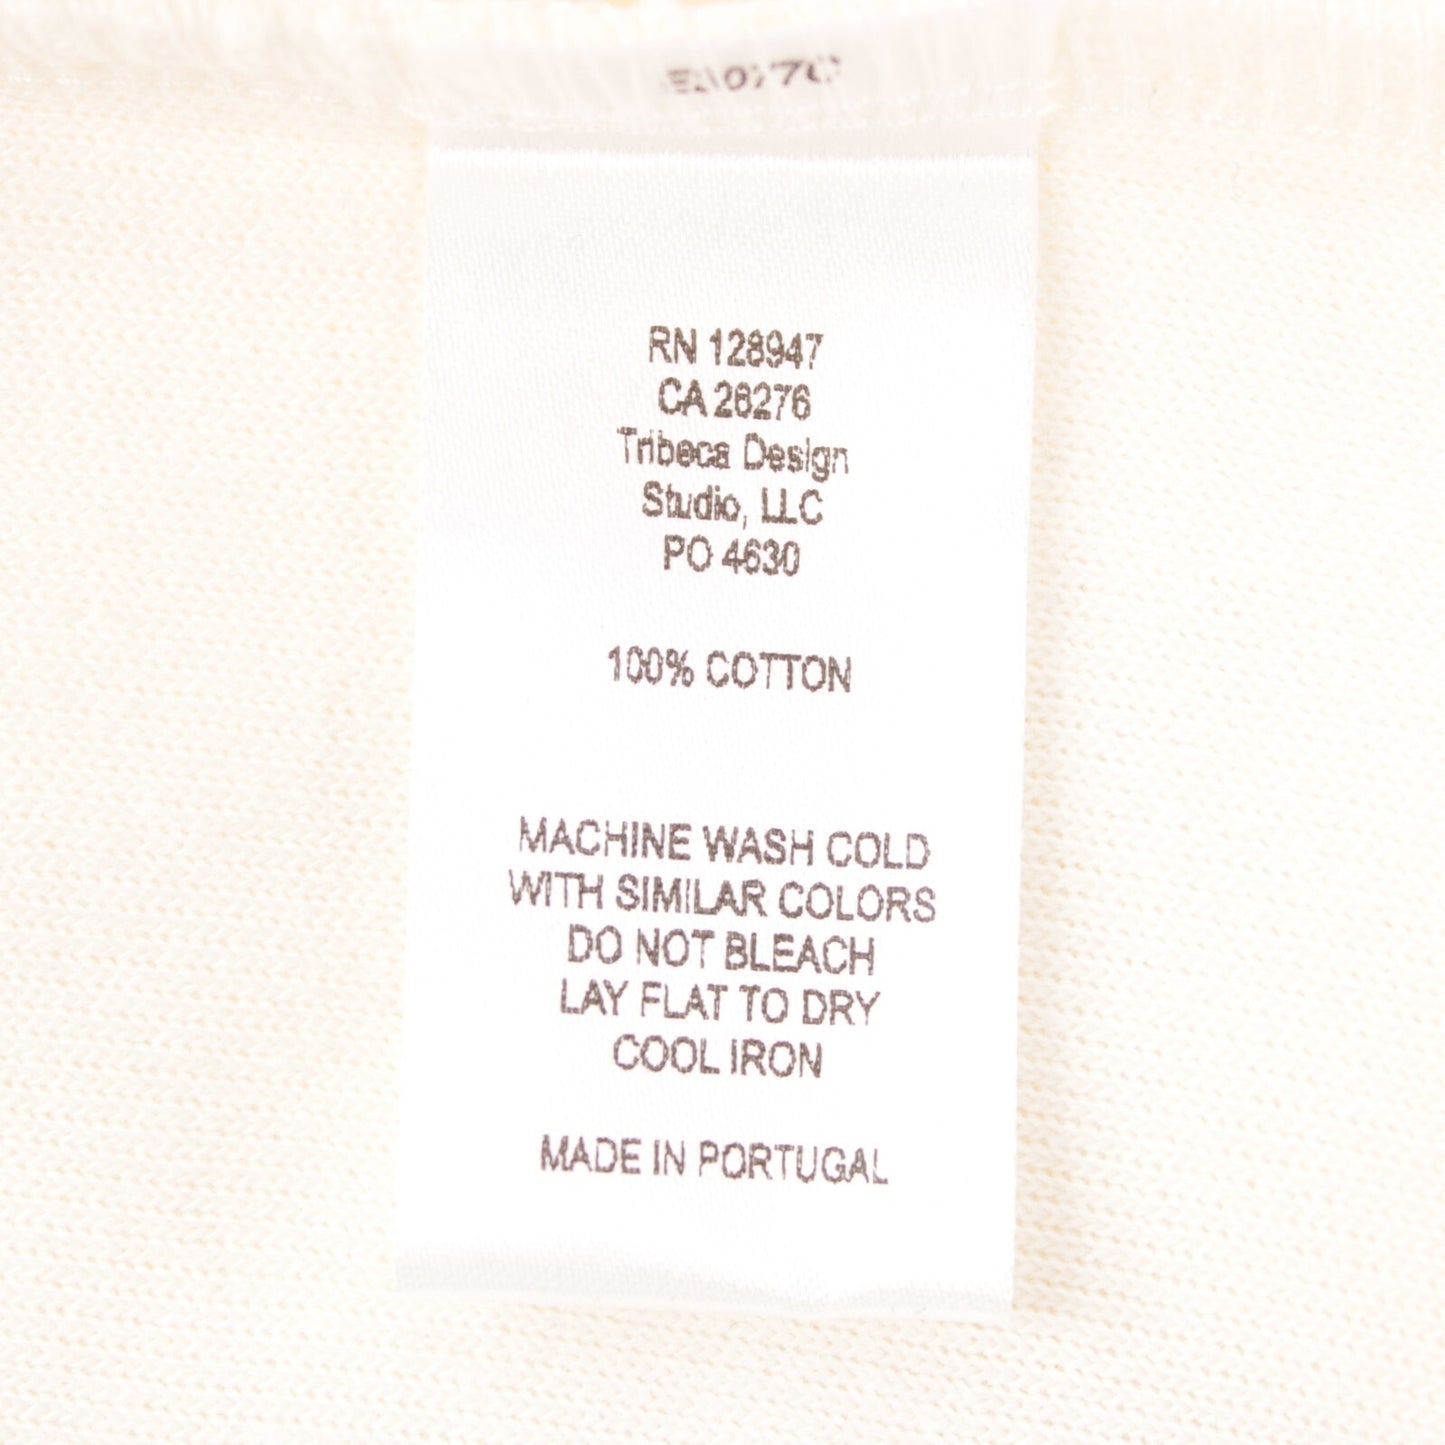 RN 128947
CA 26276
Tribeca Design
Studio, LLC
PO 4630
100% COTTON
MACHINE WASH COLD
WITH SIMILAR COLORS
DO NOT BLEACH
LAY FLAT TO DRY
COOL IRON
MADE IN PORTUGAL